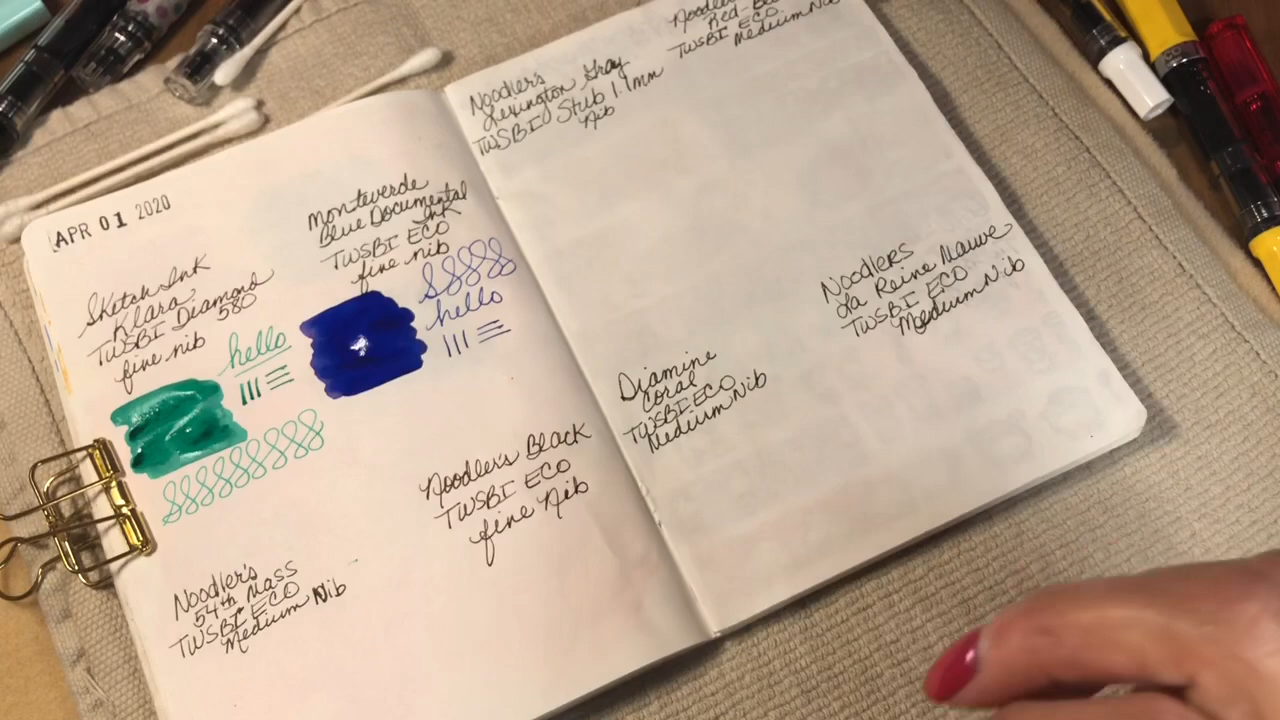 APR 01 2020
Sketch Ink
Klara
TWSBI Diamond
580
fine nib
hello
Monteverde
Blue Documental
Ink
TWSBI ECO
fine nib
hello
Noodler's Black
TWSBI ECO
fine Nib
Noodler's
54th Mass
TWSBI ECO
Medium Nib
Noodler's
Lexington Gray
TWSBI Stub 1.1mm
Nib
TWSBI ECO
Medium Nib
Noodlers
La Reine Mauve
TWSBI ECO
Medium Nib
Diamine
Coral
TWSBI ECO
Medium Nib